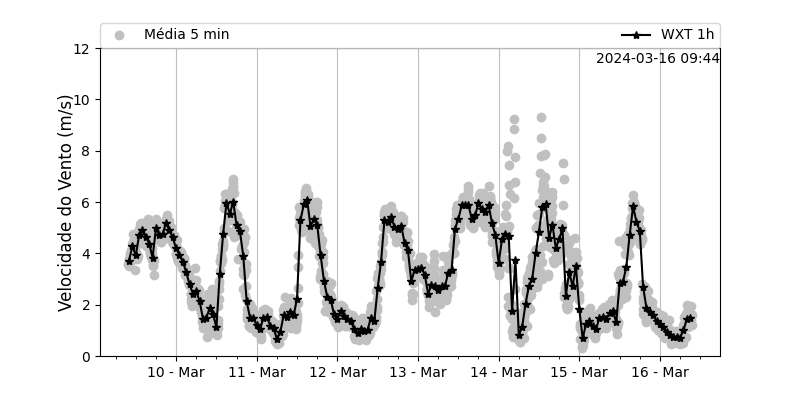 Média 5 min
WXT 1h
2024-03-16 09:44
Velocidade do Vento (m/s)
12
10
8
6
4
2
0
10 - Mar
11 - Mar
12 - Mar
13 - Mar
14 - Mar
15 - Mar
16 - Mar